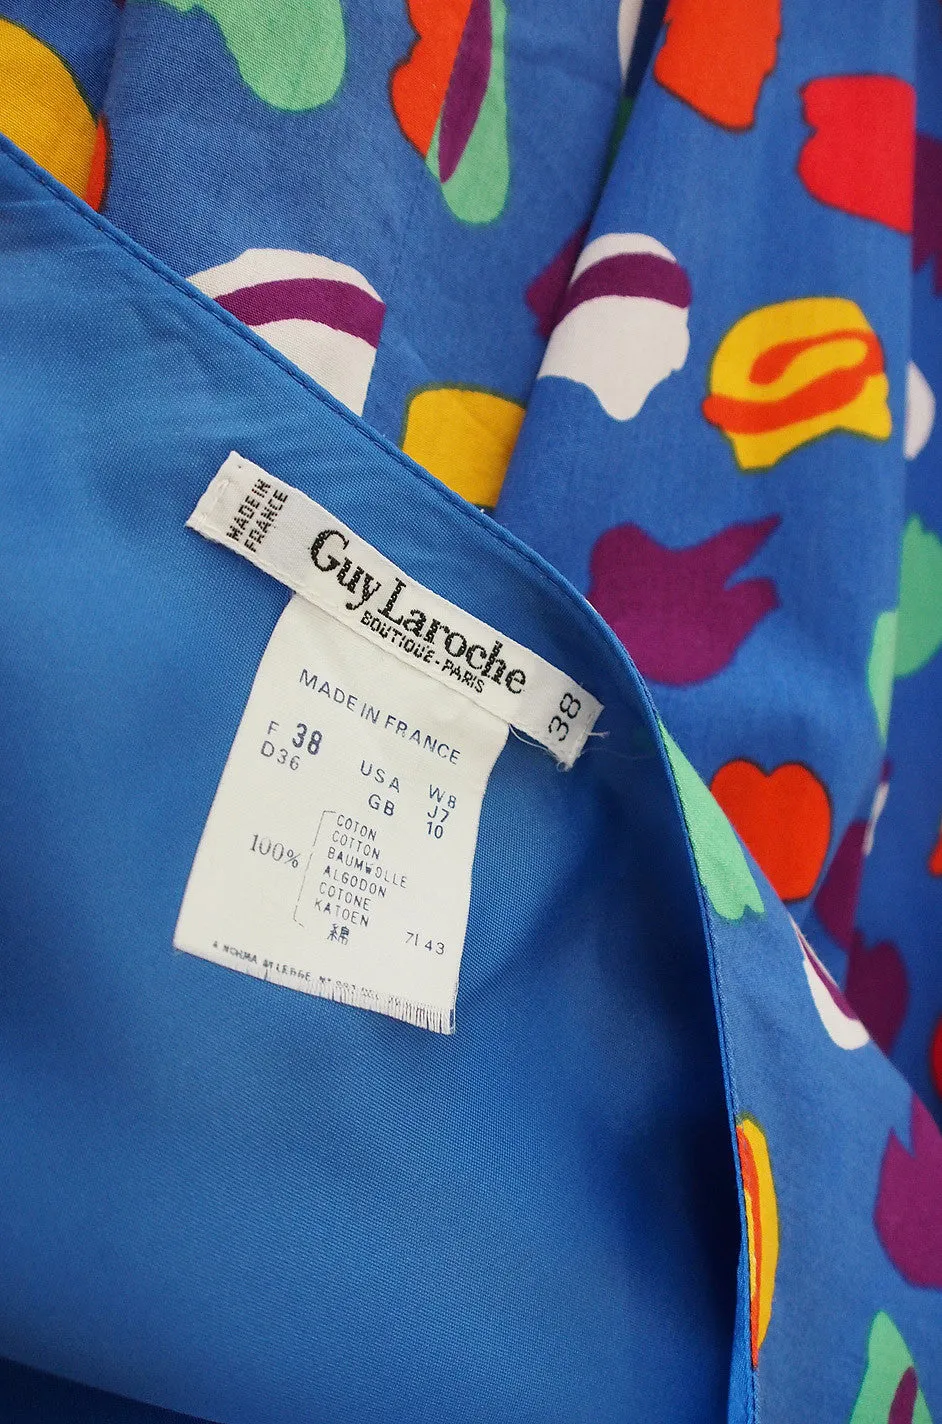 MADE IN
FRANCE
Guy Laroche
BOUTIQUE-PARIS
38
MADE IN FRANCE
F 38
D36
USA W8
J7
GB 10
100%
COTON
COTTON
BAUMWOLLE
ALGODON
COTONE
KATOEN
綿
7143